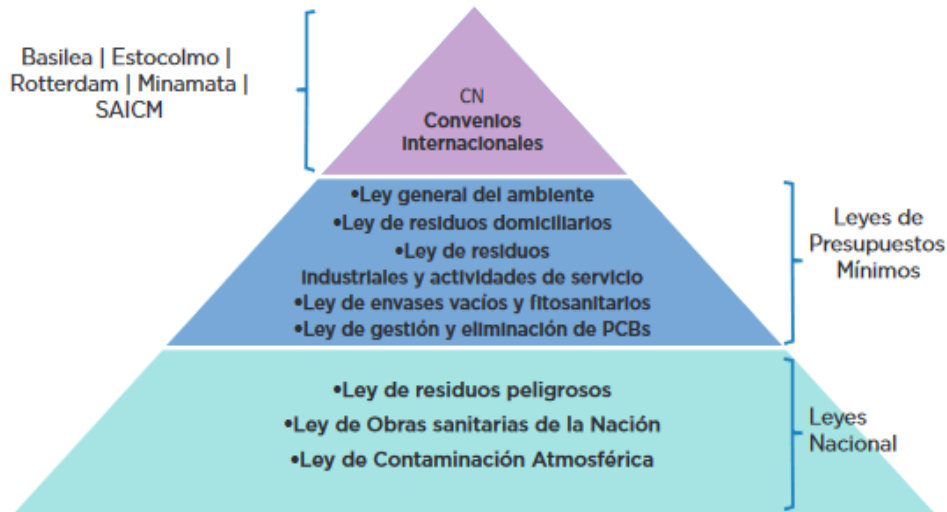 Basilea | Estocolmo |
Rotterdam | Minamata |
SAICM
CN
Convenios
internacionales
•Ley general del ambiente
•Ley de residuos domiciliarios
•Ley de residuos
industriales y actividades de servicio
•Ley de envases vacíos y fitosanitarios
•Ley de gestión y eliminación de PCBs
Leyes de
Presupuestos
Mínimos
•Ley de residuos peligrosos
•Ley de Obras sanitarias de la Nación
•Ley de Contaminación Atmosférica
Leyes
Nacional